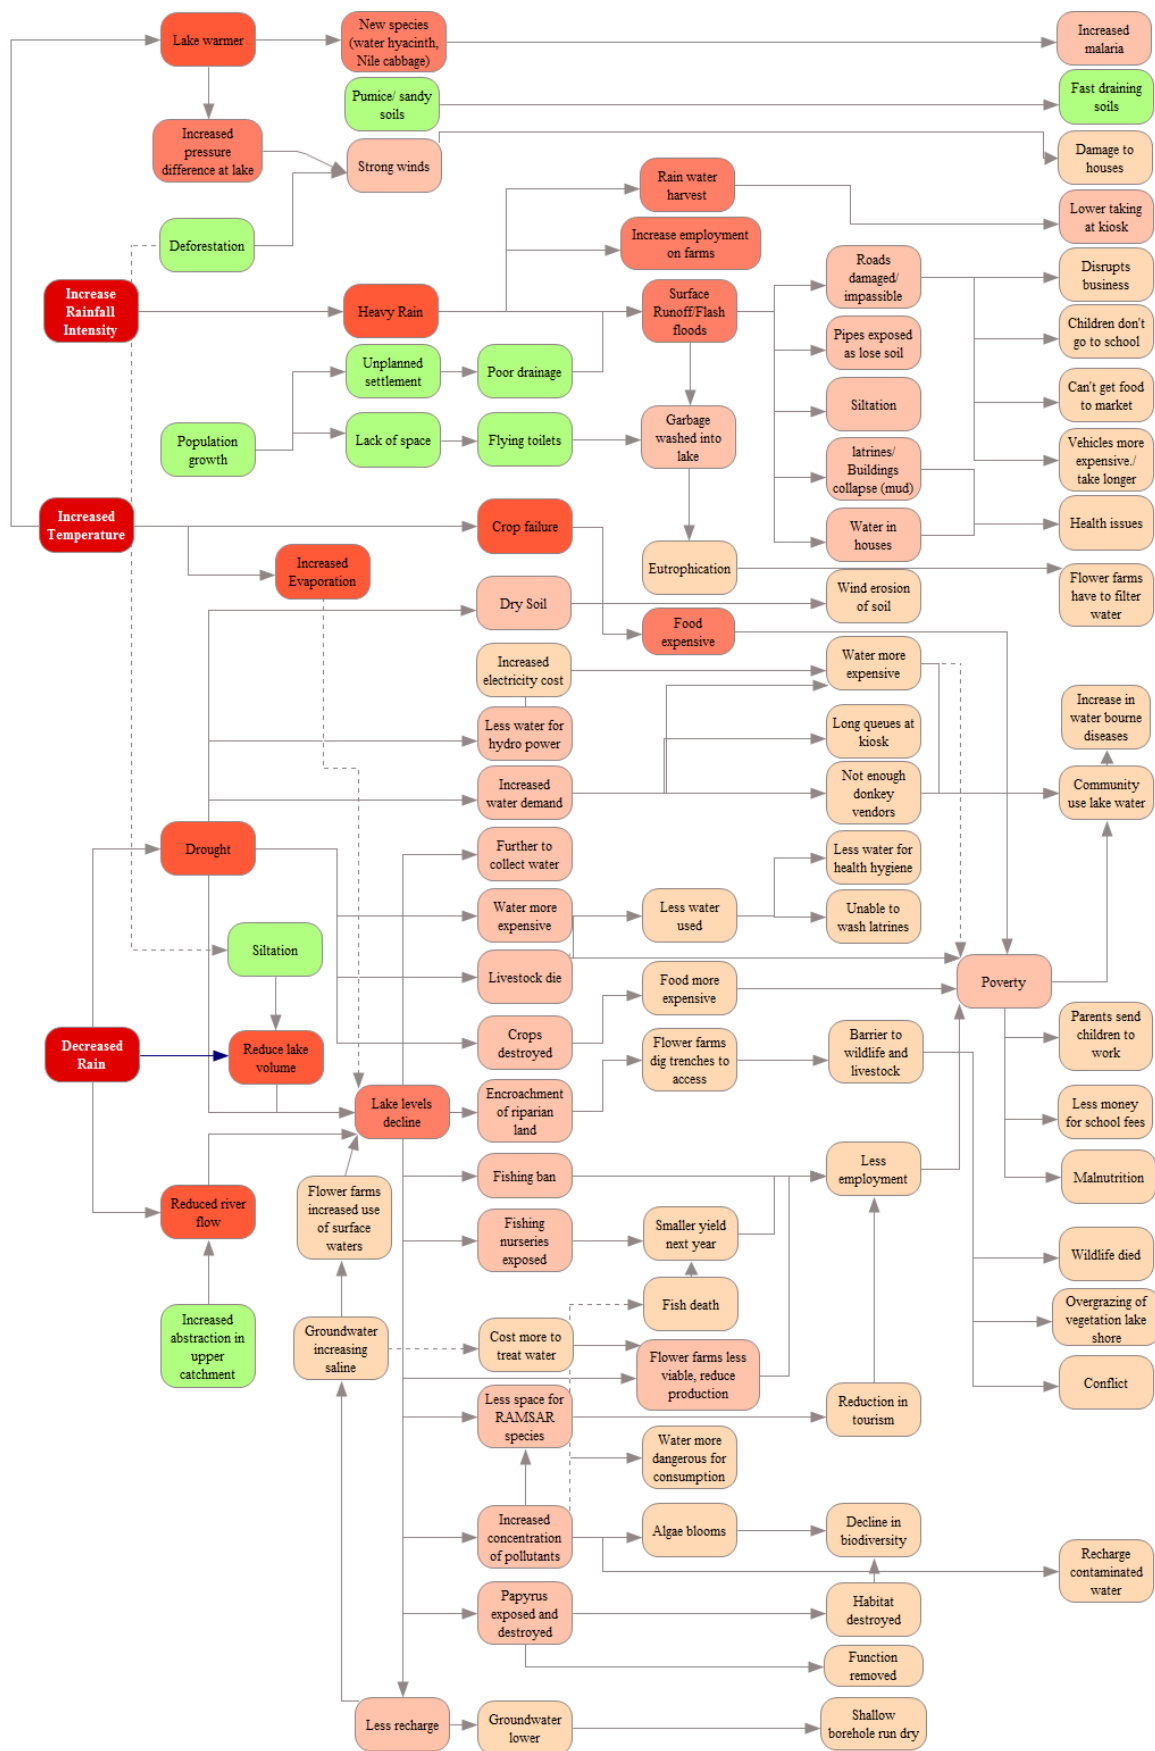 Lake warmer
New species
(water hyacinth,
Nile cabbage)
Increased
malaria
Pumice/ sandy
soils
Fast draining
soils
Increased
pressure
difference at lake
Strong winds
Damage to
houses
Rain water
harvest
Lower taking
at kiosk
Deforestation
Increase employment
on farms
Increase
Rainfall
Intensity
Heavy Rain
Surface
Runoff/Flash
floods
Roads
damaged/
impassible
Disrupts
business
Children don't
go to school
Pipes exposed
as lose soil
Unplanned
settlement
Poor drainage
Can't get food
to market
Siltation
Population
growth
Lack of space
Flying toilets
Garbage
washed into
lake
latrines/
Buildings
collapse (mud)
Vehicles more
expensive./
take longer
Increased
Temperature
Crop failure
Water in
houses
Health issues
Increased
Evaporation
Eutrophication
Flower farms
have to filter
water
Dry Soil
Wind erosion
of soil
Food
expensive
Increased
electricity cost
Water more
expensive
Less water for
hydro power
Long queues at
kiosk
Increase in
water bourne
diseases
Increased
water demand
Not enough
donkey
vendors
Community
use lake water
Drought
Further to
collect water
Less water for
health hygiene
Water more
expensive
Less water
used
Unable to
wash latrines
Siltation
Livestock die
Food more
expensive
Poverty
Decreased
Rain
Reduce lake
volume
Crops
destroyed
Flower farms
dig trenches to
access
Barrier to
wildlife and
livestock
Parents send
children to
work
Lake levels
decline
Encroachment
of riparian
land
Less money
for school fees
Fishing ban
Less
employment
Malnutrition
Reduced river
flow
Flower farms
increased use
of surface
waters
Fishing
nurseries
exposed
Smaller yield
next year
Wildlife died
Fish death
Overgrazing of
vegetation lake
shore
Increased
abstraction in
upper
catchment
Groundwater
increasing
saline
Cost more to
treat water
Flower farms less
viable, reduce
production
Conflict
Less space for
RAMSAR
species
Reduction in
tourism
Water more
dangerous for
consumption
Increased
concentration
of pollutants
Algae blooms
Decline in
biodiversity
Recharge
contaminated
water
Papyrus
exposed and
destroyed
Habitat
destroyed
Function
removed
Less recharge
Groundwater
lower
Shallow
borehole run dry